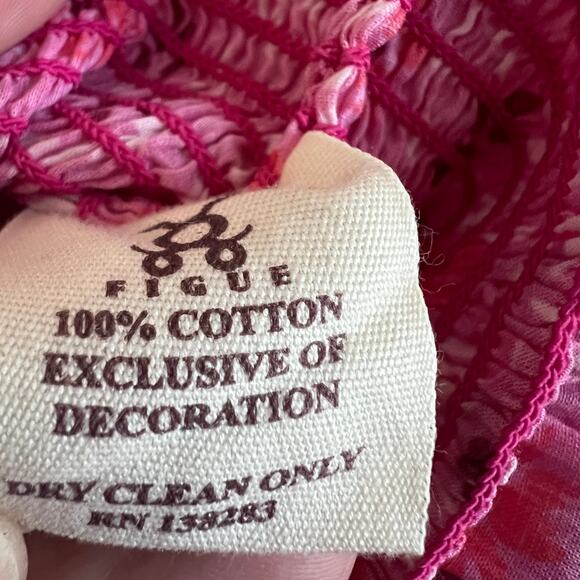 FIGUE
100% COTTON
EXCLUSIVE OF
DECORATION
DRY CLEAN ONLY
RN 138283